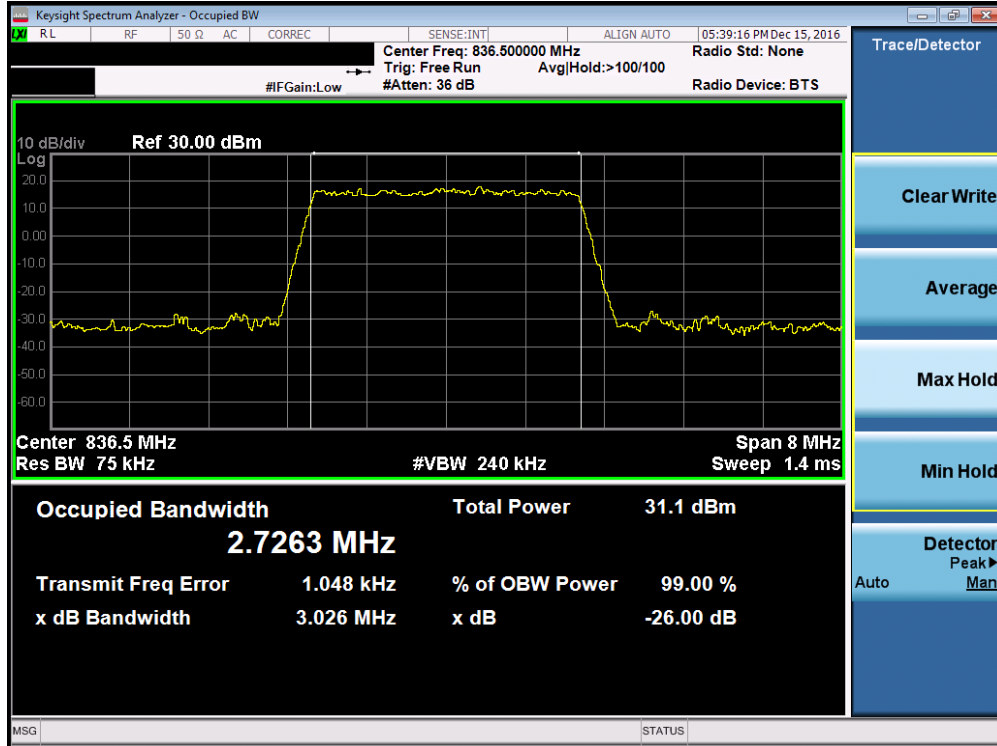 Keysight Spectrum Analyzer - Occupied BW
LXI RL RF 50 Ω AC CORREC SENSE:INT ALIGN AUTO 05:39:16 PM Dec 15, 2016
Center Freq: 836.500000 MHz Radio Std: None
Trig: Free Run Avg|Hold:>100/100
#IFGain:Low #Atten: 36 dB Radio Device: BTS
10 dB/div Ref 30.00 dBm
Log
20.0
10.0
0.00
-10.0
-20.0
-30.0
-40.0
-50.0
-60.0
Center 836.5 MHz Span 8 MHz
Res BW 75 kHz #VBW 240 kHz Sweep 1.4 ms
Occupied Bandwidth Total Power 31.1 dBm
2.7263 MHz
Transmit Freq Error 1.048 kHz % of OBW Power 99.00 %
x dB Bandwidth 3.026 MHz x dB -26.00 dB
MSG STATUS
Trace/Detector
Clear Write
Average
Max Hold
Min Hold
Detector
Peak▶
Auto Man